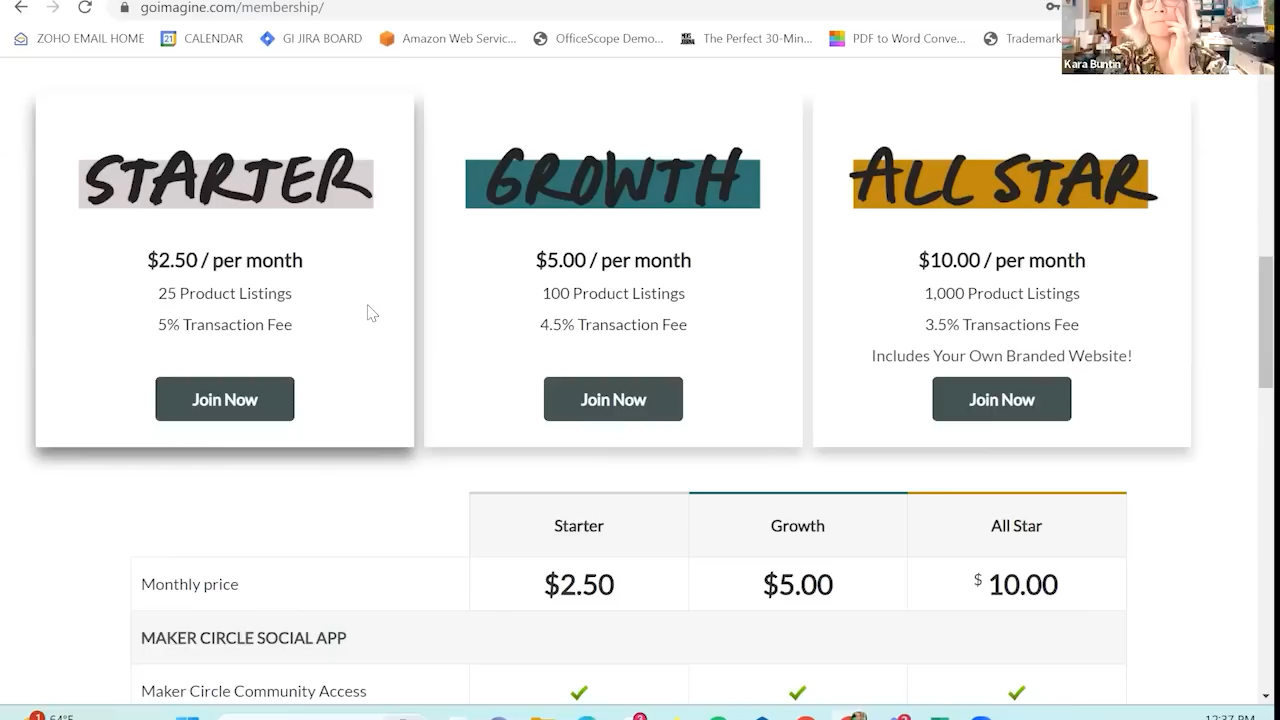 goimagine.com/membership/
ZOHO EMAIL HOME CALENDAR GI JIRA BOARD Amazon Web Servic... OfficeScope Demo... The Perfect 30-Min... PDF to Word Conve... Trademark
Kara Buntin
STARTER
$2.50 / per month
25 Product Listings
5% Transaction Fee
Join Now
GROWTH
$5.00 / per month
100 Product Listings
4.5% Transaction Fee
Join Now
ALL STAR
$10.00 / per month
1,000 Product Listings
3.5% Transactions Fee
Includes Your Own Branded Website!
Join Now
Starter Growth All Star
Monthly price $2.50 $5.00 $ 10.00
MAKER CIRCLE SOCIAL APP
Maker Circle Community Access
64°F 12:37 PM